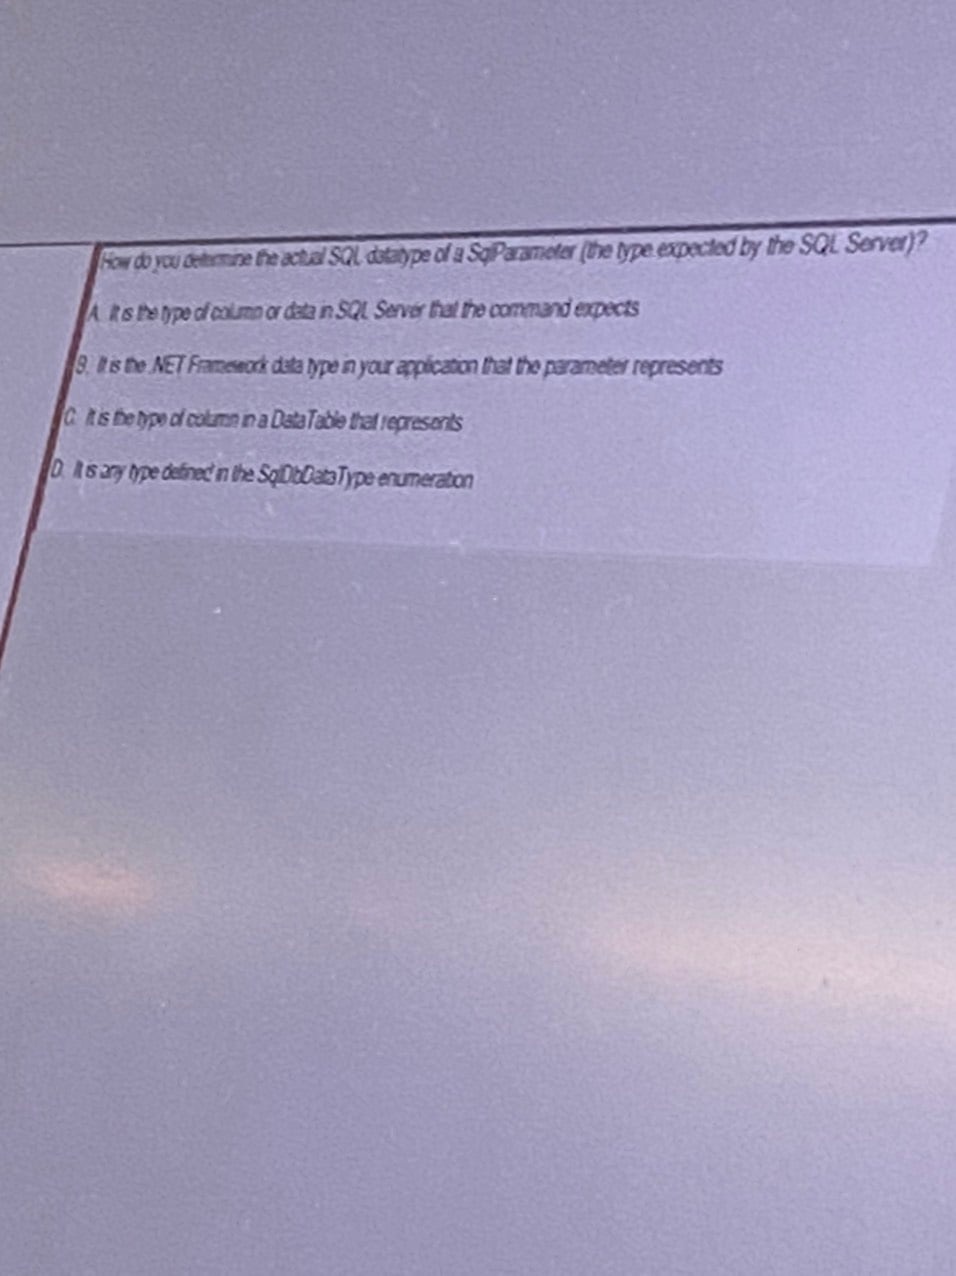 How do you determine the actual SQL datatype of a SqlParameter (the type expected by the SQL Server)?
A. It is the type of column or data in SQL Server that the command expects
B. It is the .NET Framework data type in your application that the parameter represents
C. It is the type of column in a DataTable that represents
D. It is any type defined in the SqlDbDataType enumeration